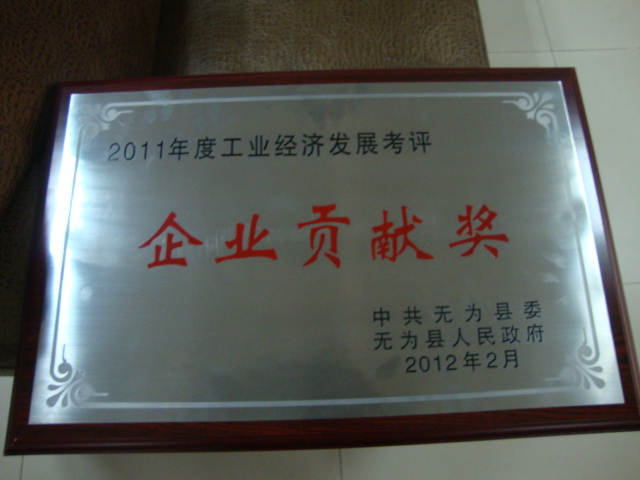 2011年度工业经济发展考评
企业贡献奖
中共无为县委
无为县人民政府
2012年2月